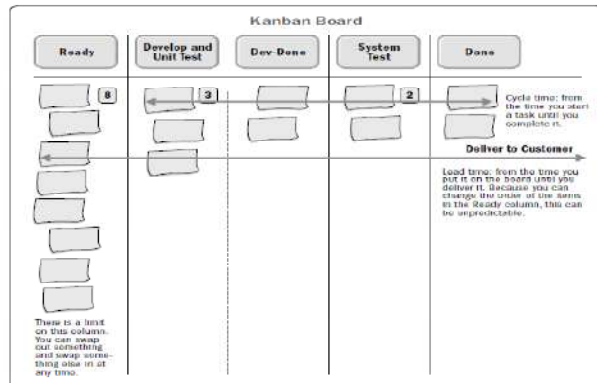 Kanban Board
Ready
Develop and
Unit Test
Dev-Done
System
Test
Done
8
3
2
Cycle time: from
the time you start
a task until you
complete it.
Deliver to Customer
Lead time: from the time you
put it on the board until you
deliver it. Because you can
change the order of the items
in the Ready column, this can
be unpredictable.
There is a limit
on this column.
You can swap
out something
and swap some-
thing else in at
any time.